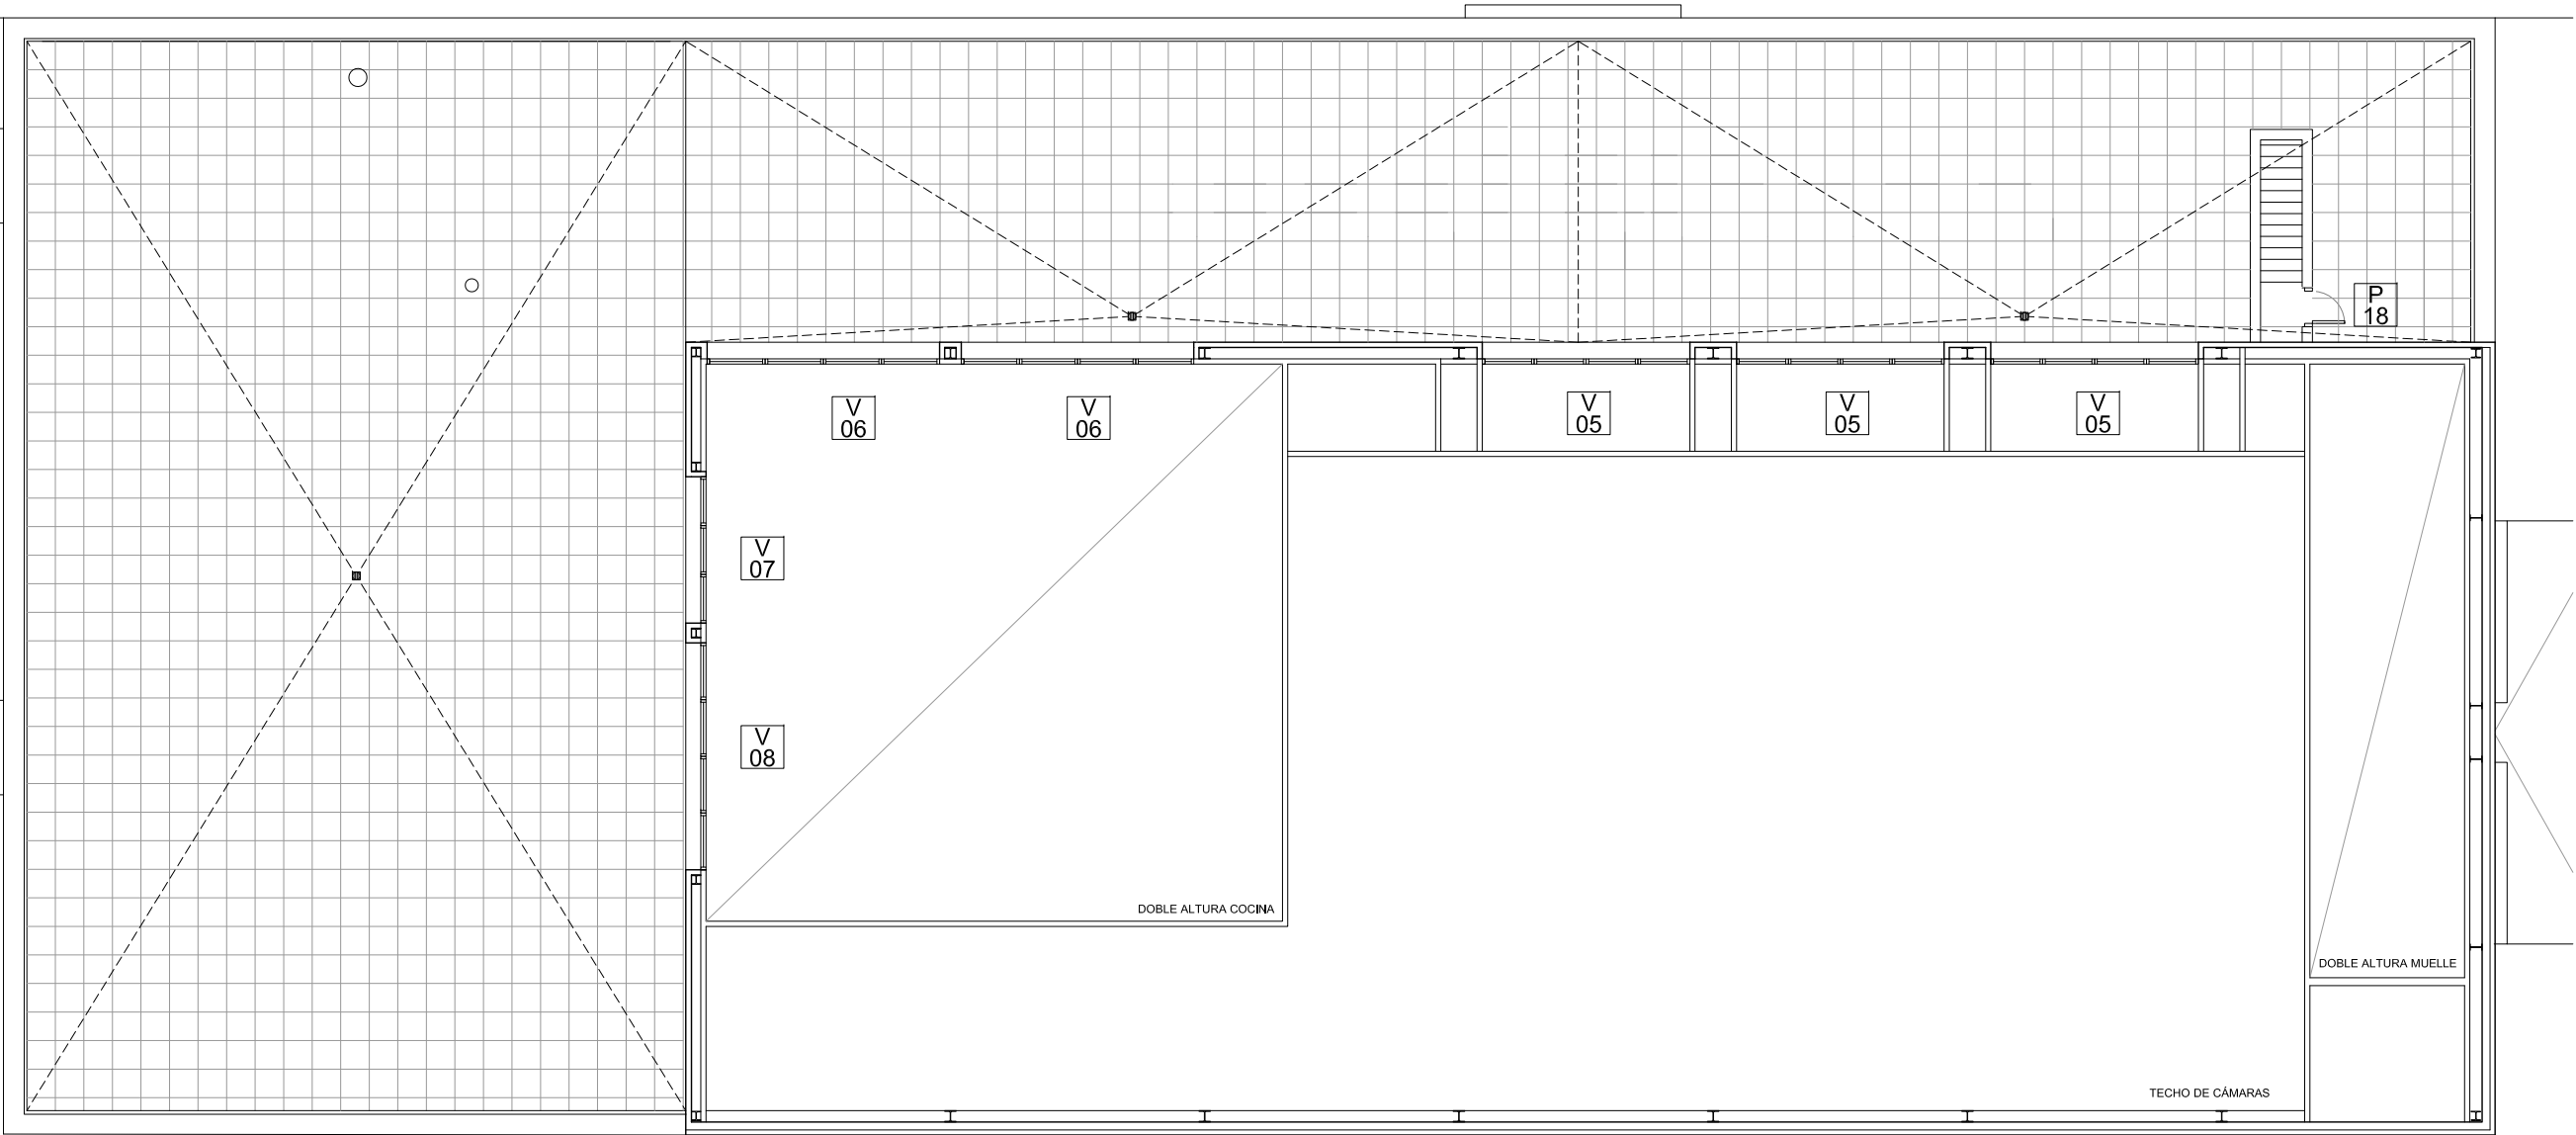 P
18
V
06
V
06
V
05
V
05
V
05
V
07
V
08
DOBLE ALTURA COCINA
DOBLE ALTURA MUELLE
TECHO DE CÁMARAS